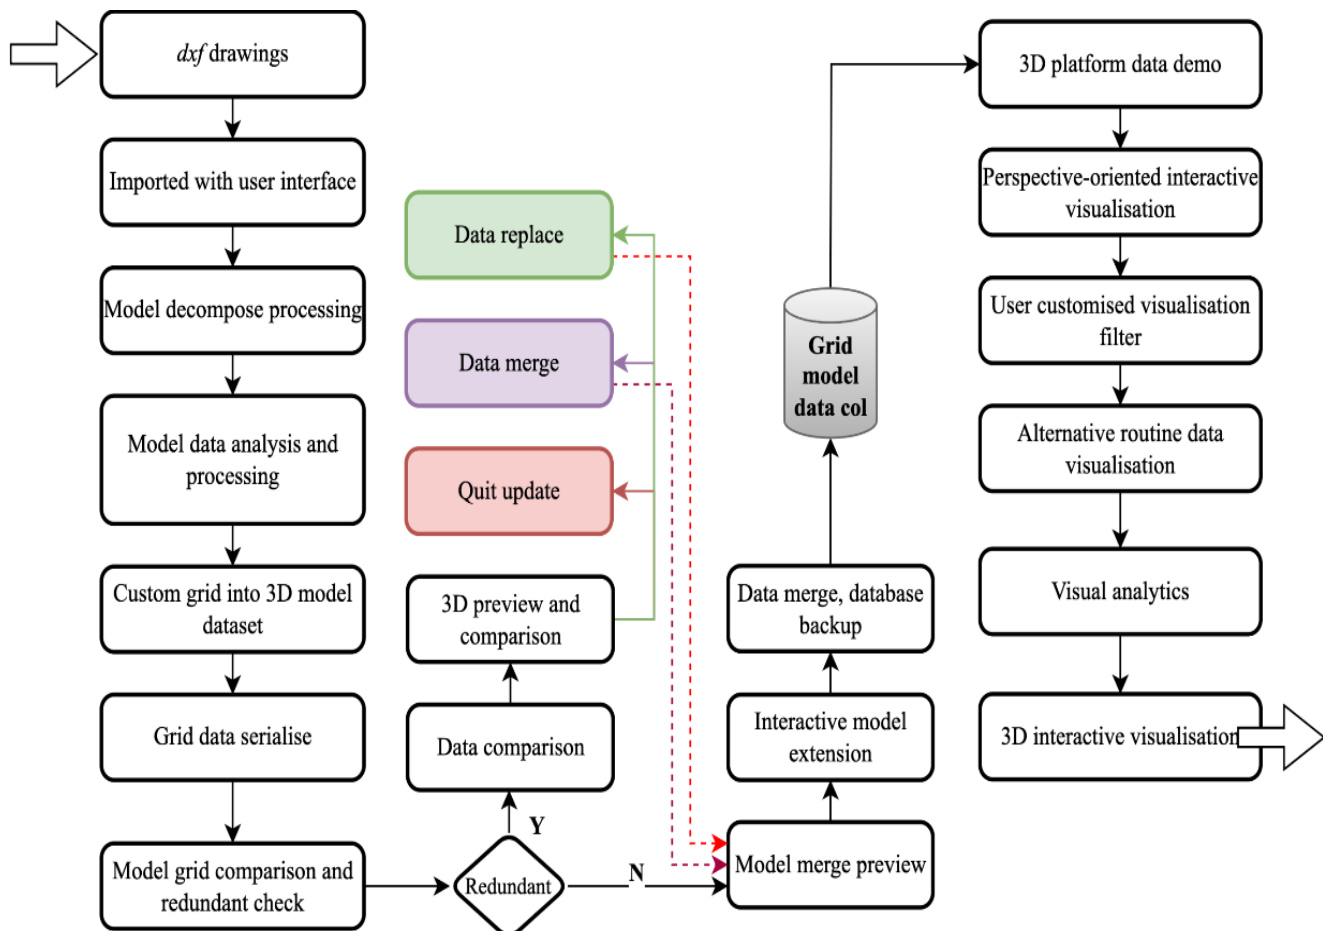 dxf drawings
Imported with user interface
Model decompose processing
Model data analysis and
processing
Custom grid into 3D model
dataset
Grid data serialise
Model grid comparison and
redundant check
Data replace
Data merge
Quit update
3D preview and
comparison
Data comparison
Y
Redundant
N
Grid
model
data col
Data merge, database
backup
Interactive model
extension
Model merge preview
3D platform data demo
Perspective-oriented interactive
visualisation
User customised visualisation
filter
Alternative routine data
visualisation
Visual analytics
3D interactive visualisation